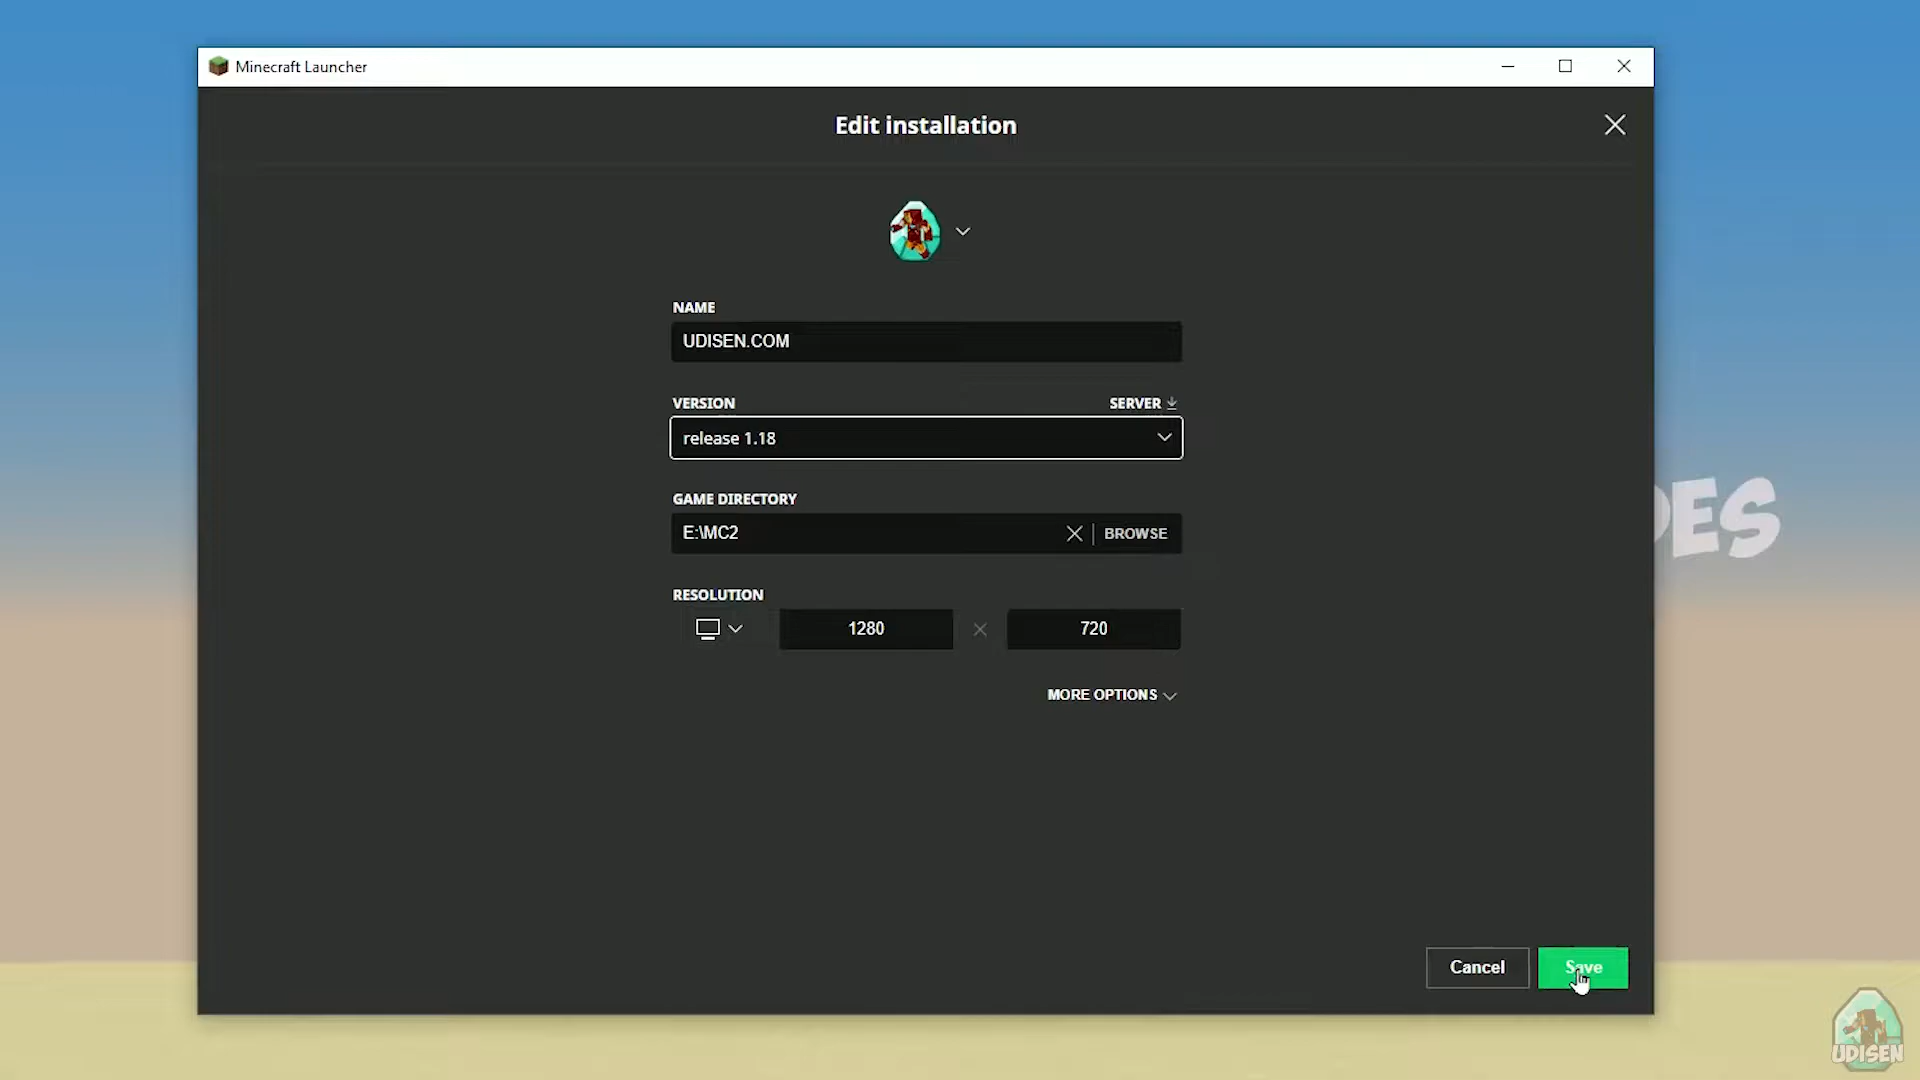 Minecraft Launcher
Edit installation
NAME
UDISEN.COM
VERSION
SERVER
release 1.18
GAME DIRECTORY
E:\MC2
BROWSE
RESOLUTION
1280
720
MORE OPTIONS
Cancel
Save
UDISEN